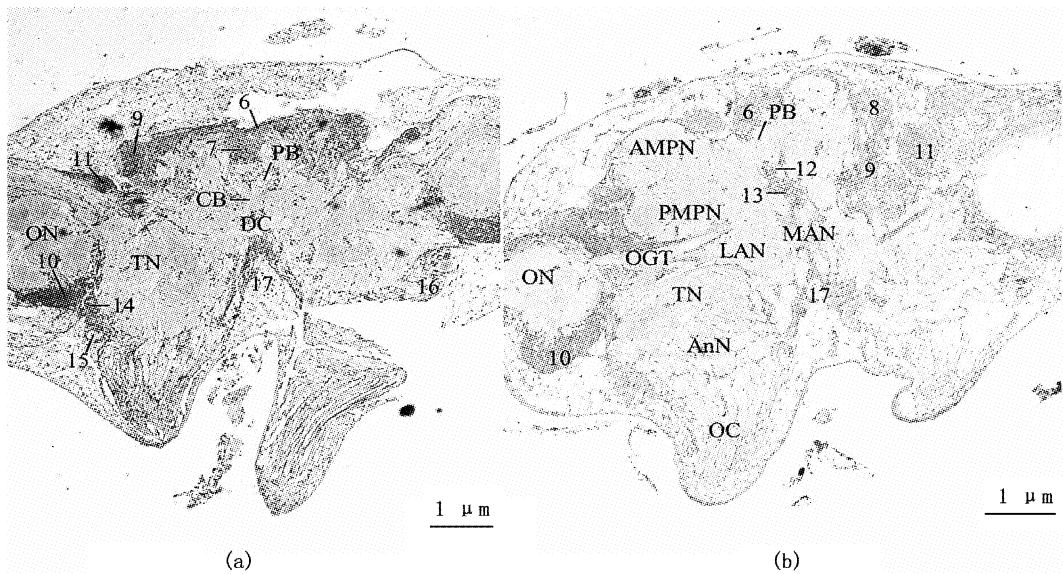 6
9
7
PB
11
CB
DC
ON
TN
10
17
16
14
15
1 μm
(a)
6
PB
8
AMPN
11
12
9
13
PMPN
MAN
LAN
OGT
ON
TN
17
AnN
10
OC
1 μm
(b)